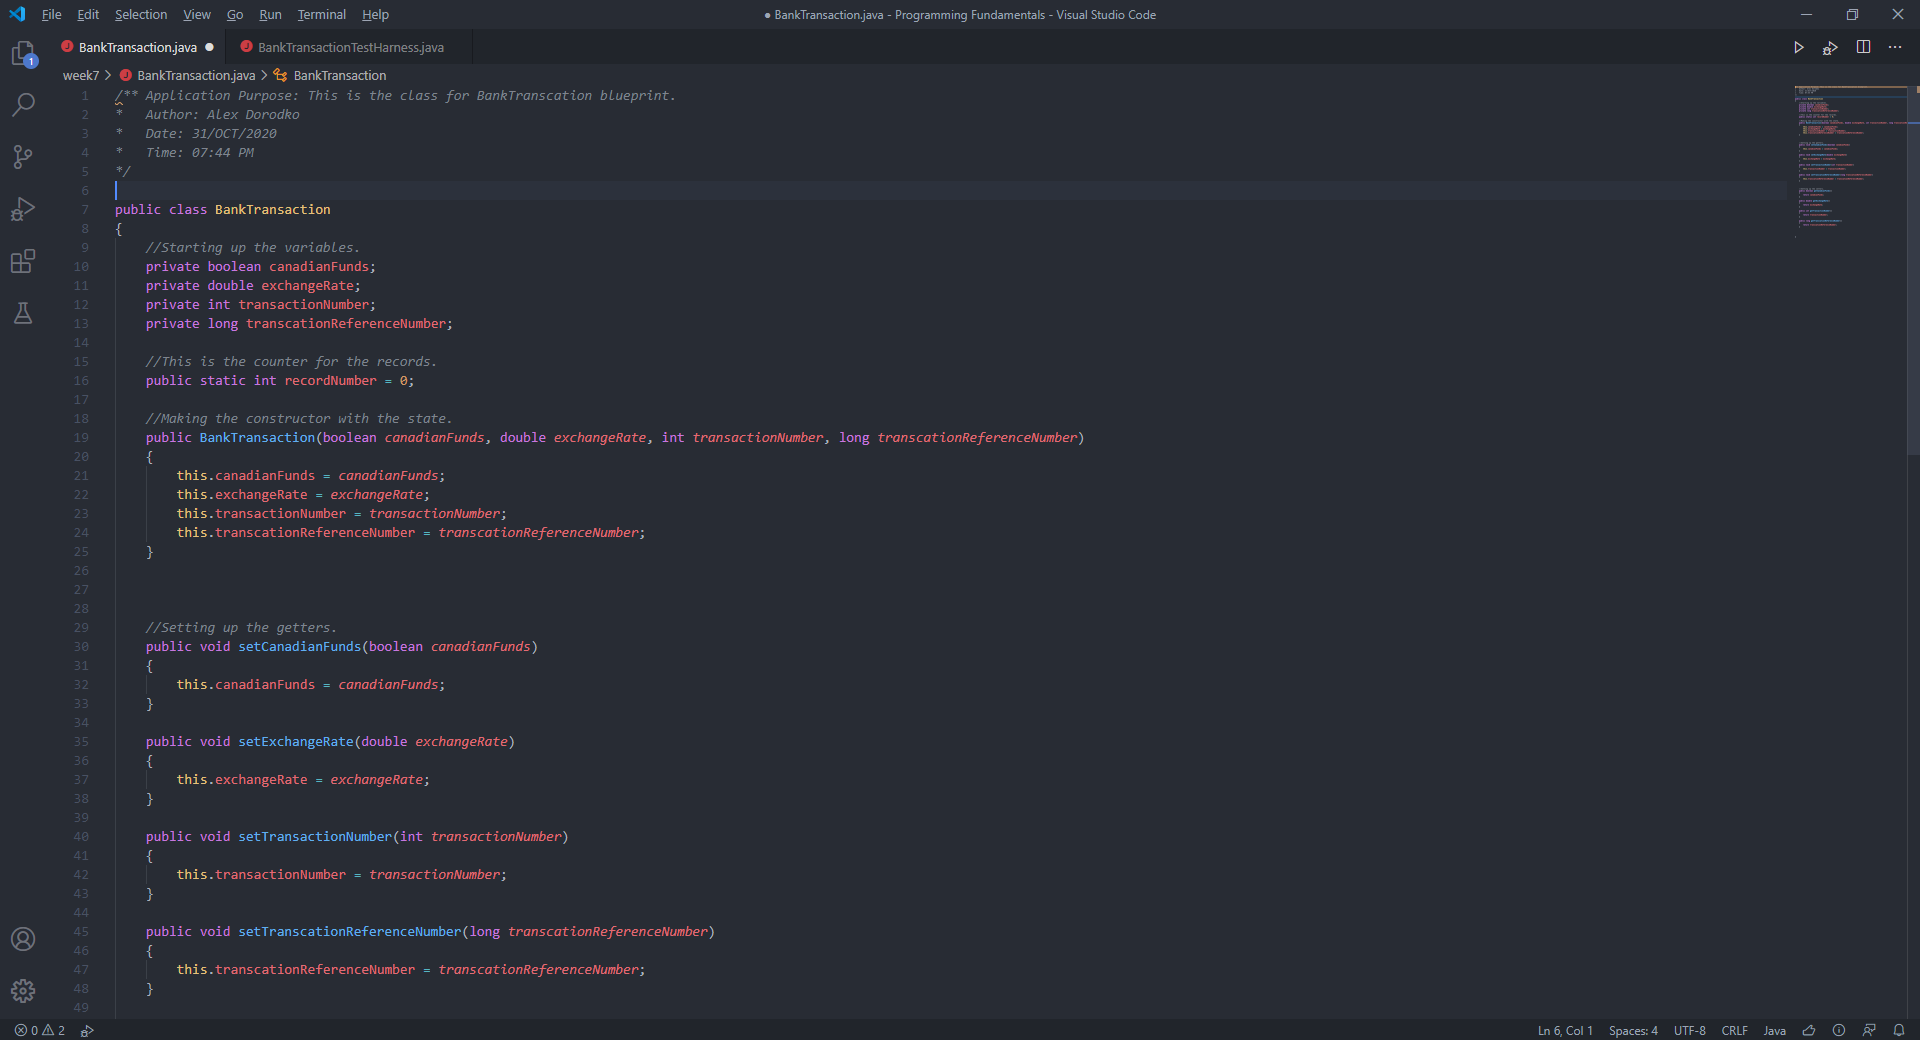 File Edit Selection View Go Run Terminal Help
● BankTransaction.java - Programming Fundamentals - Visual Studio Code
BankTransaction.java ●
BankTransactionTestHarness.java
1
week7 > BankTransaction.java > BankTransaction
1 /** Application Purpose: This is the class for BankTranscation blueprint.
2 *   Author: Alex Dorodko
3 *   Date: 31/OCT/2020
4 *   Time: 07:44 PM
5 */
6
7 public class BankTransaction
8 {
9     //Starting up the variables.
10     private boolean canadianFunds;
11     private double exchangeRate;
12     private int transactionNumber;
13     private long transcationReferenceNumber;
14
15     //This is the counter for the records.
16     public static int recordNumber = 0;
17
18     //Making the constructor with the state.
19     public BankTransaction(boolean canadianFunds, double exchangeRate, int transactionNumber, long transcationReferenceNumber)
20     {
21         this.canadianFunds = canadianFunds;
22         this.exchangeRate = exchangeRate;
23         this.transactionNumber = transactionNumber;
24         this.transcationReferenceNumber = transcationReferenceNumber;
25     }
26
27
28
29     //Setting up the getters.
30     public void setCanadianFunds(boolean canadianFunds)
31     {
32         this.canadianFunds = canadianFunds;
33     }
34
35     public void setExchangeRate(double exchangeRate)
36     {
37         this.exchangeRate = exchangeRate;
38     }
39
40     public void setTransactionNumber(int transactionNumber)
41     {
42         this.transactionNumber = transactionNumber;
43     }
44
45     public void setTranscationReferenceNumber(long transcationReferenceNumber)
46     {
47         this.transcationReferenceNumber = transcationReferenceNumber;
48     }
49
0 2
Ln 6, Col 1 Spaces: 4 UTF-8 CRLF Java